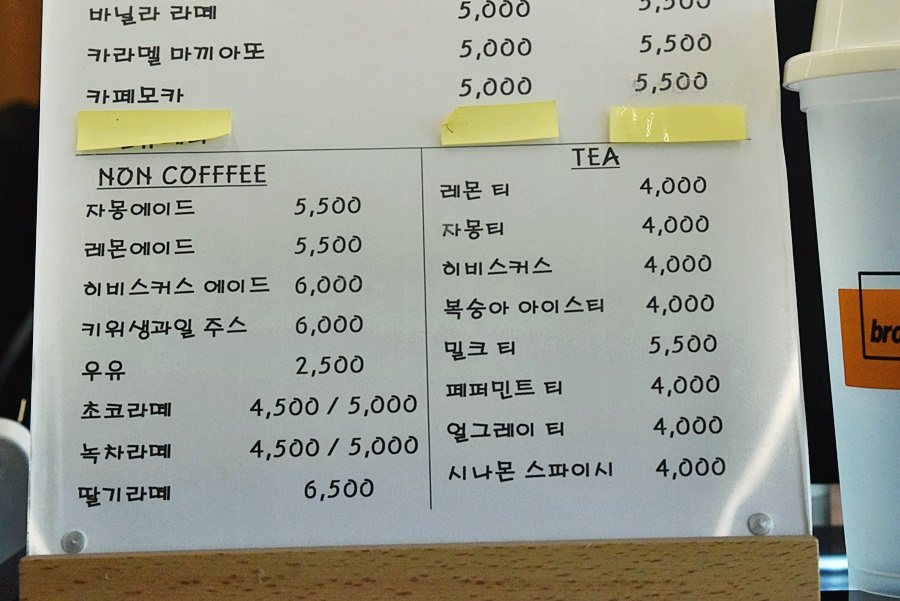 바닐라 라떼 5,000 5,500
카라멜 마끼아또 5,000 5,500
카페모카 5,000 5,500
NON COFFFEE
자몽에이드 5,500
레몬에이드 5,500
히비스커스 에이드 6,000
키위생과일 주스 6,000
우유 2,500
초코라떼 4,500 / 5,000
녹차라떼 4,500 / 5,000
딸기라떼 6,500
TEA
레몬 티 4,000
자몽티 4,000
히비스커스 4,000
복숭아 아이스티 4,000
밀크 티 5,500
페퍼민트 티 4,000
얼그레이 티 4,000
시나몬 스파이시 4,000